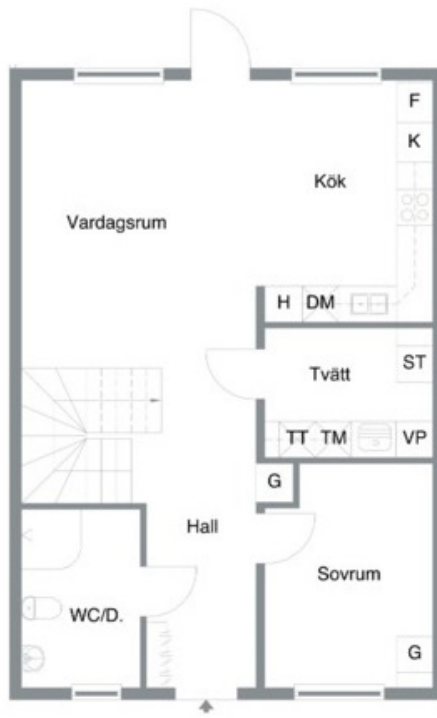 F
K
Kök
Vardagsrum
H DM
ST
Tvätt
TT TM VP
G
Hall
Sovrum
WC/D.
G